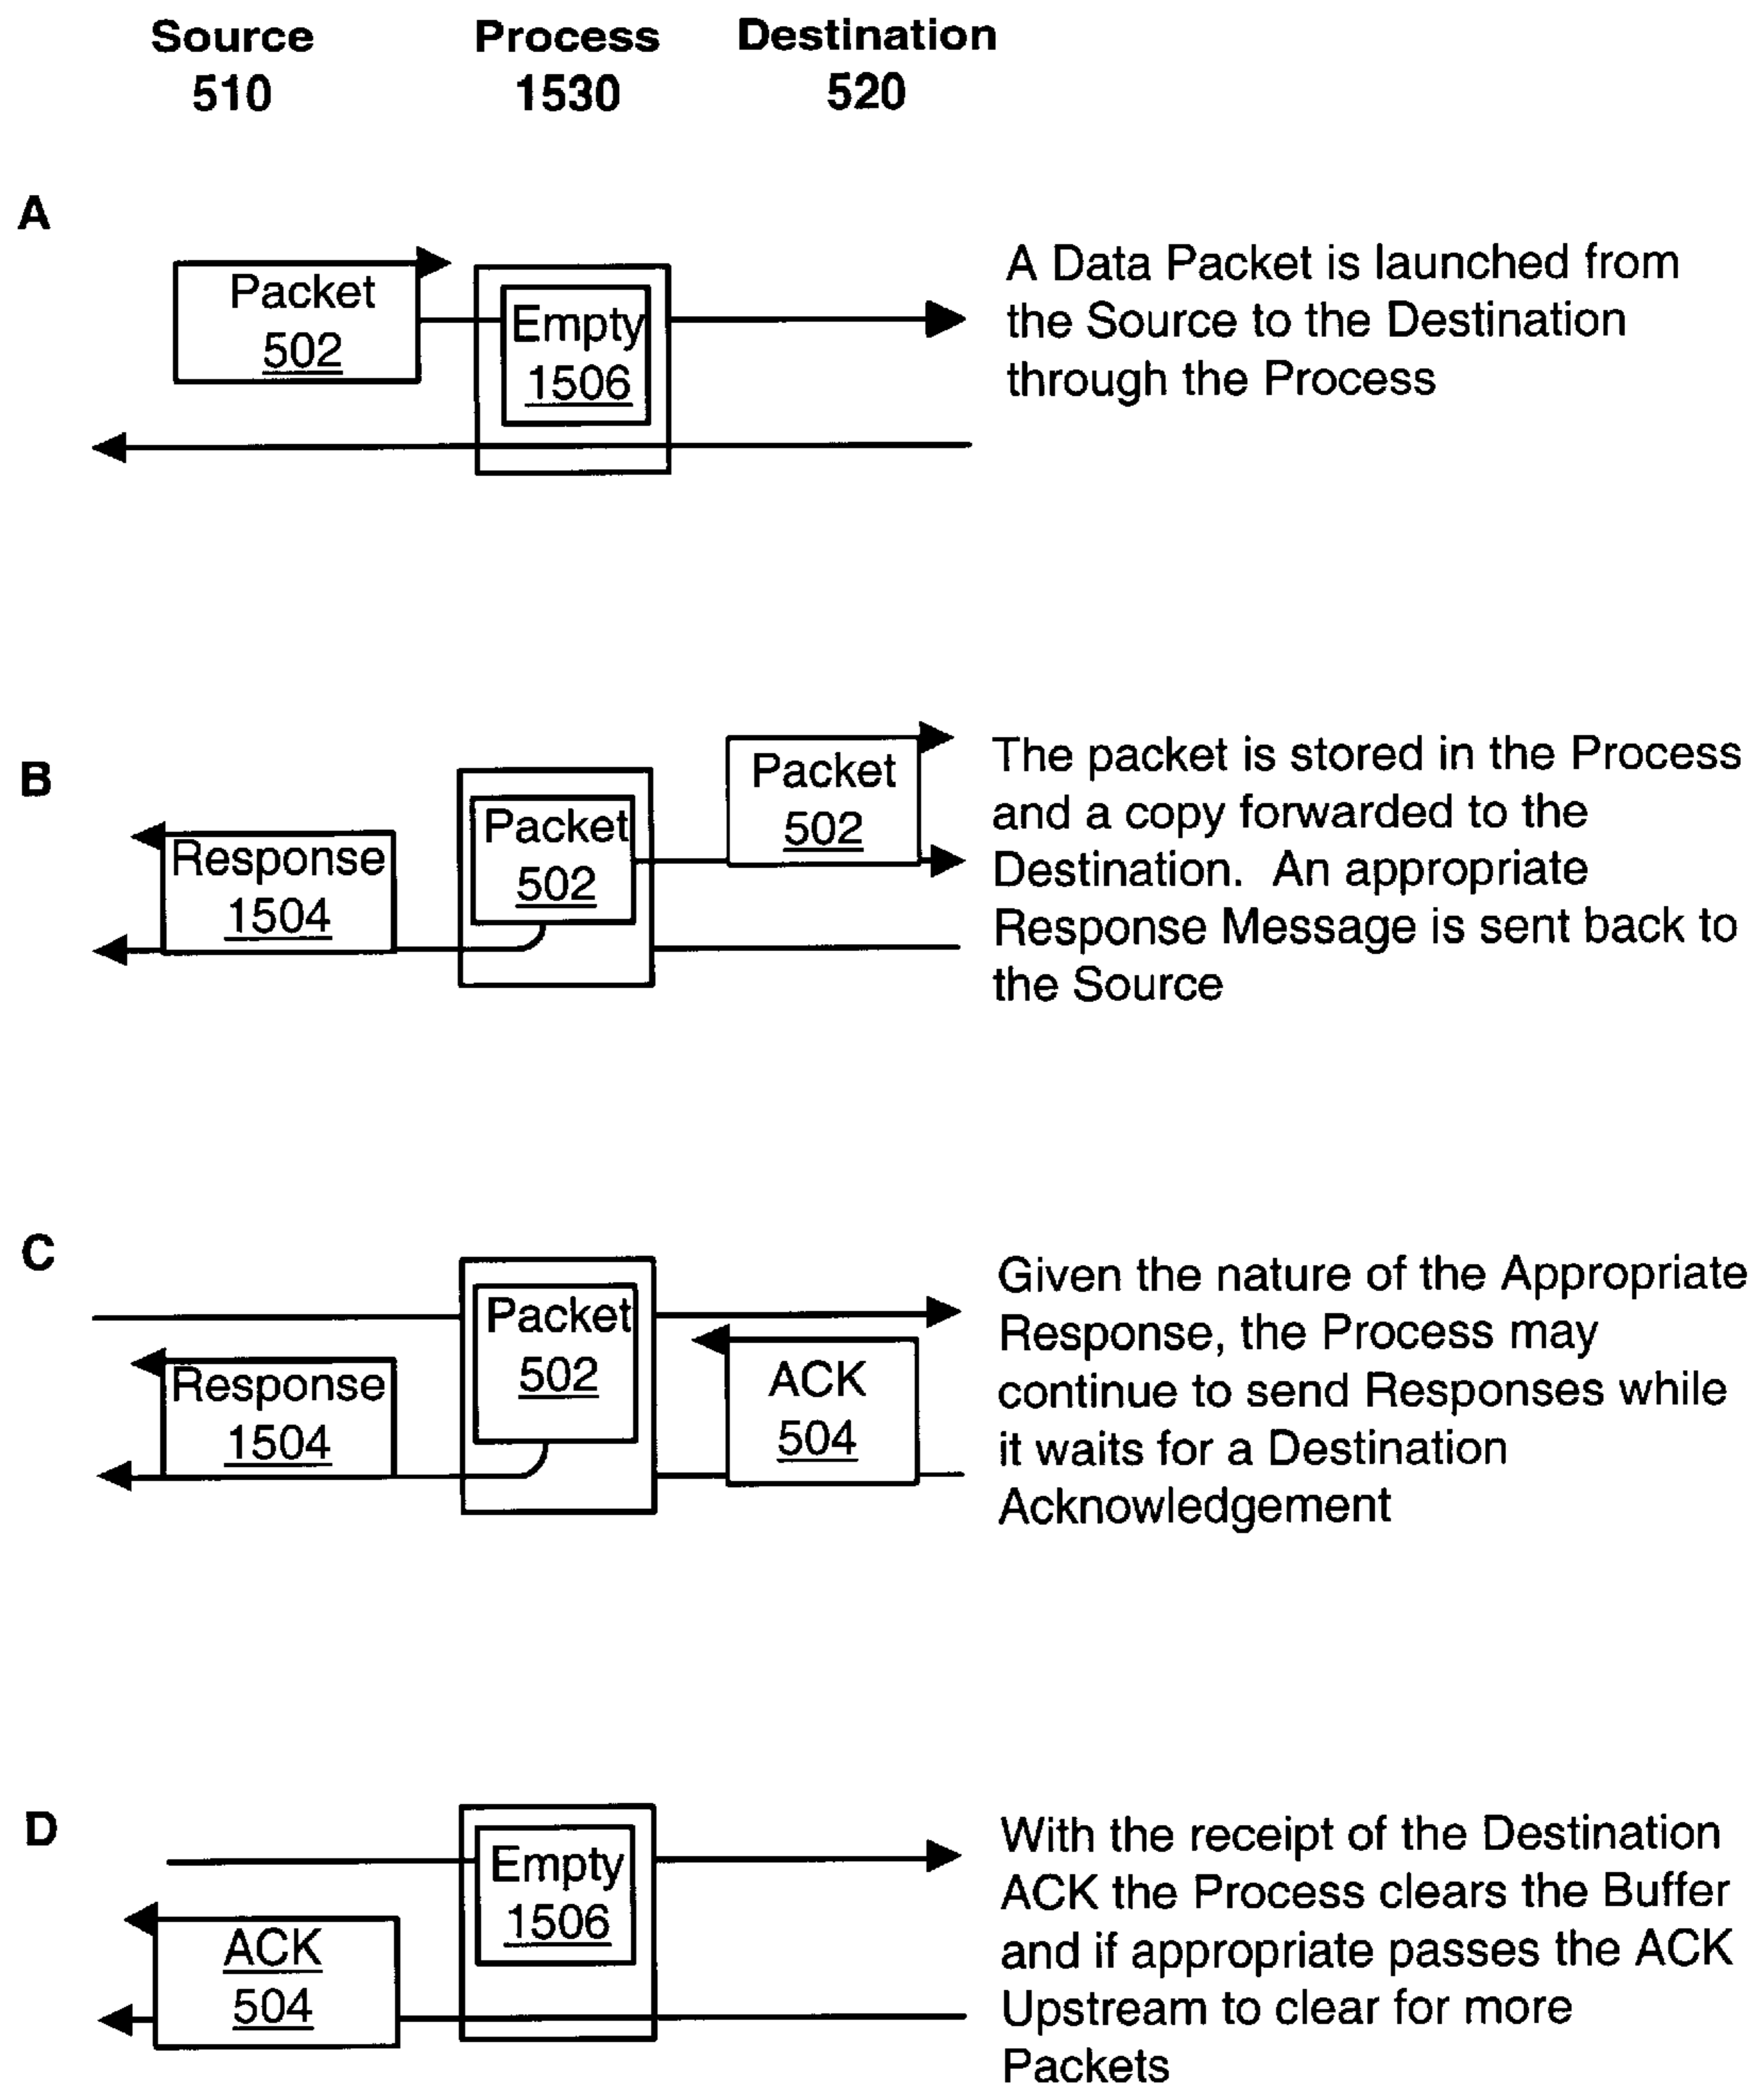 Source Process Destination
510 1530 520
A
Packet
502
Empty
1506
A Data Packet is launched from
the Source to the Destination
through the Process
B
Response
1504
Packet
502
Packet
502
The packet is stored in the Process
and a copy forwarded to the
Destination. An appropriate
Response Message is sent back to
the Source
C
Response
1504
Packet
502
ACK
504
Given the nature of the Appropriate
Response, the Process may
continue to send Responses while
it waits for a Destination
Acknowledgement
D
ACK
504
Empty
1506
With the receipt of the Destination
ACK the Process clears the Buffer
and if appropriate passes the ACK
Upstream to clear for more
Packets